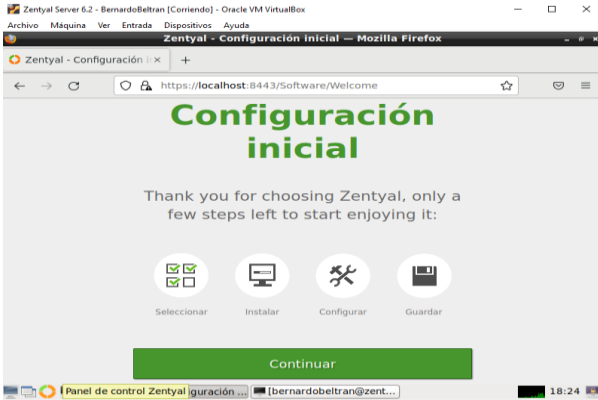 Zentyal Server 6.2 - BernardoBeltran [Corriendo] - Oracle VM VirtualBox
Archivo Máquina Ver Entrada Dispositivos Ayuda
Zentyal - Configuración inicial — Mozilla Firefox
Zentyal - Configuración i
https://localhost:8443/Software/Welcome
Configuración
inicial
Thank you for choosing Zentyal, only a
few steps left to start enjoying it:
Seleccionar Instalar Configurar Guardar
Continuar
Panel de control Zentyal guración ... [bernardobeltran@zent... 18:24